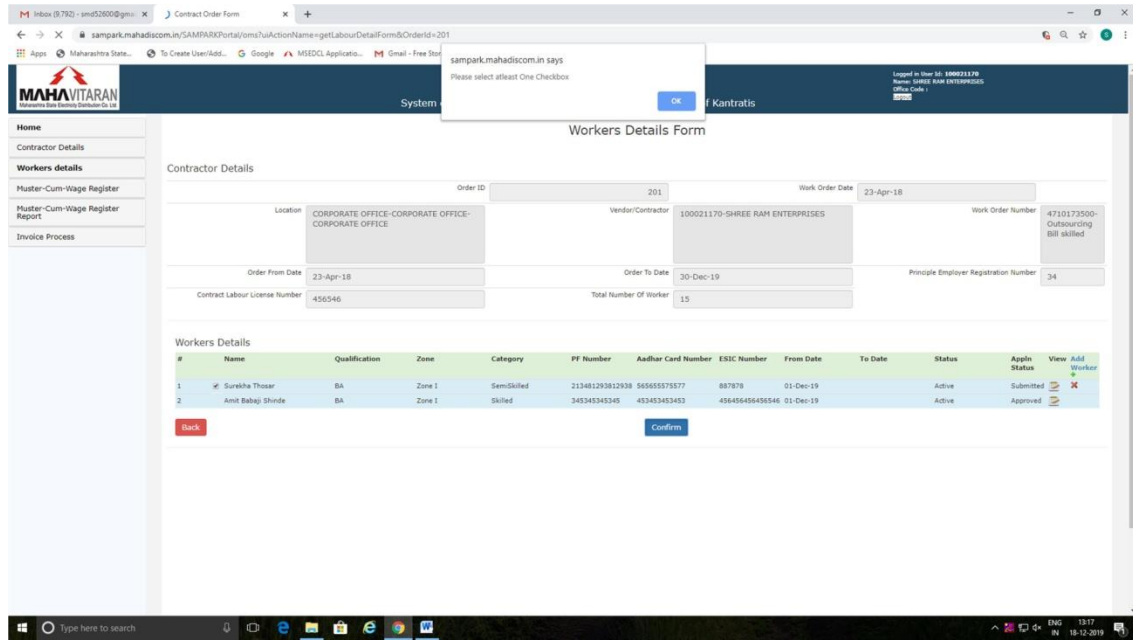 Inbox (9,792) - smd52600@gmai
Contract Order Form
sampark.mahadiscom.in/SAMPARKPortal/oms?uiActionName=getLabourDetailForm&OrderId=201
Apps Maharashtra State... To Create User/Add... Google MSEDCL Applicatio... Gmail - Free Stor
sampark.mahadiscom.in says
Please select atleast One Checkbox
OK
MAHAVITARAN
Maharashtra State Electricity Distribution Co. Ltd.
System
f Kantratis
Logged in User Id: 100021170
Name: SHREE RAM ENTERPRISES
Office Code :
Logout
Home
Contractor Details
Workers details
Muster-Cum-Wage Register
Muster-Cum-Wage Register Report
Invoice Process
Workers Details Form
Contractor Details
Order ID 201 Work Order Date 23-Apr-18
Location CORPORATE OFFICE-CORPORATE OFFICE-CORPORATE OFFICE Vendor/Contractor 100021170-SHREE RAM ENTERPRISES Work Order Number 4710173500-Outsourcing Bill skilled
Order From Date 23-Apr-18 Order To Date 30-Dec-19 Principle Employer Registration Number 34
Contract Labour License Number 456546 Total Number Of Worker 15
Workers Details
# Name Qualification Zone Category PF Number Aadhar Card Number ESIC Number From Date To Date Status Appln Status View Add Worker
1 Surekha Thosar BA Zone I SemiSkilled 213481293812938 565655575577 887878 01-Dec-19 Active Submitted
2 Amit Babaji Shinde BA Zone I Skilled 345345345345 453453453453 456456456456546 01-Dec-19 Active Approved
Back
Confirm
Type here to search
ENG
IN
13:17
18-12-2019